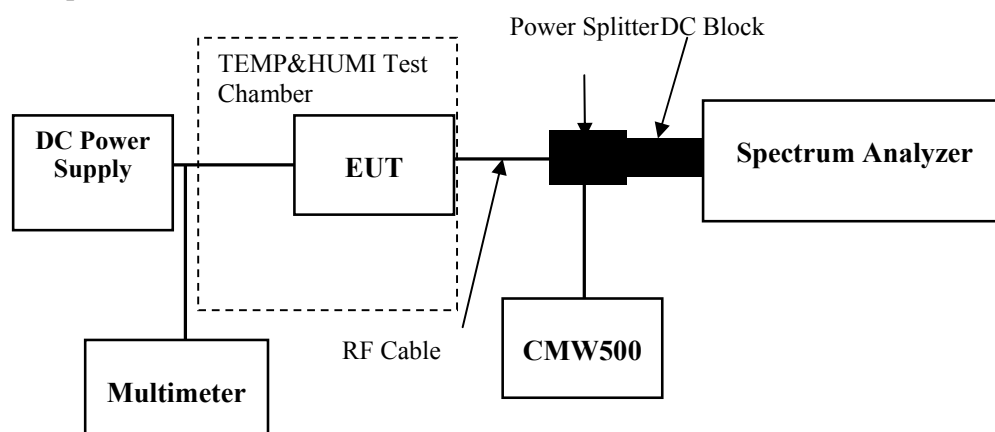 Power Splitter DC Block
TEMP&HUMI Test
Chamber
DC Power
Supply
EUT
Spectrum Analyzer
RF Cable
CMW500
Multimeter